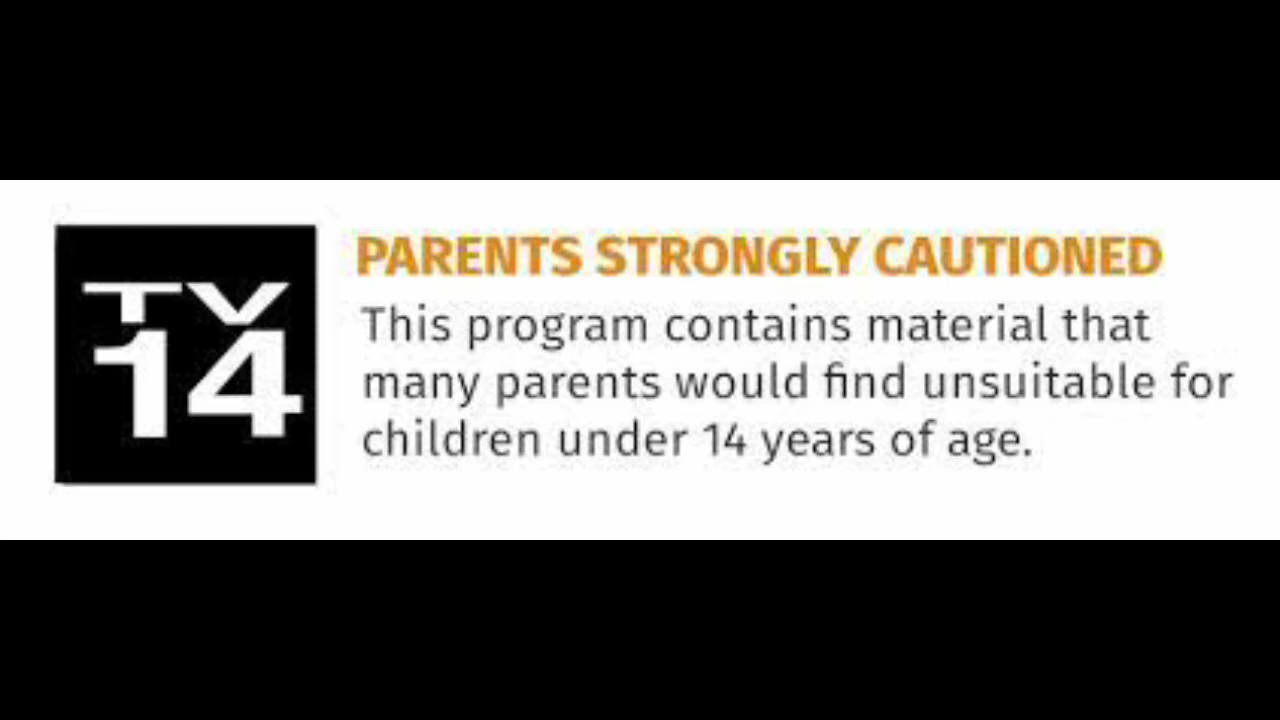 TV
14
PARENTS STRONGLY CAUTIONED
This program contains material that
many parents would find unsuitable for
children under 14 years of age.